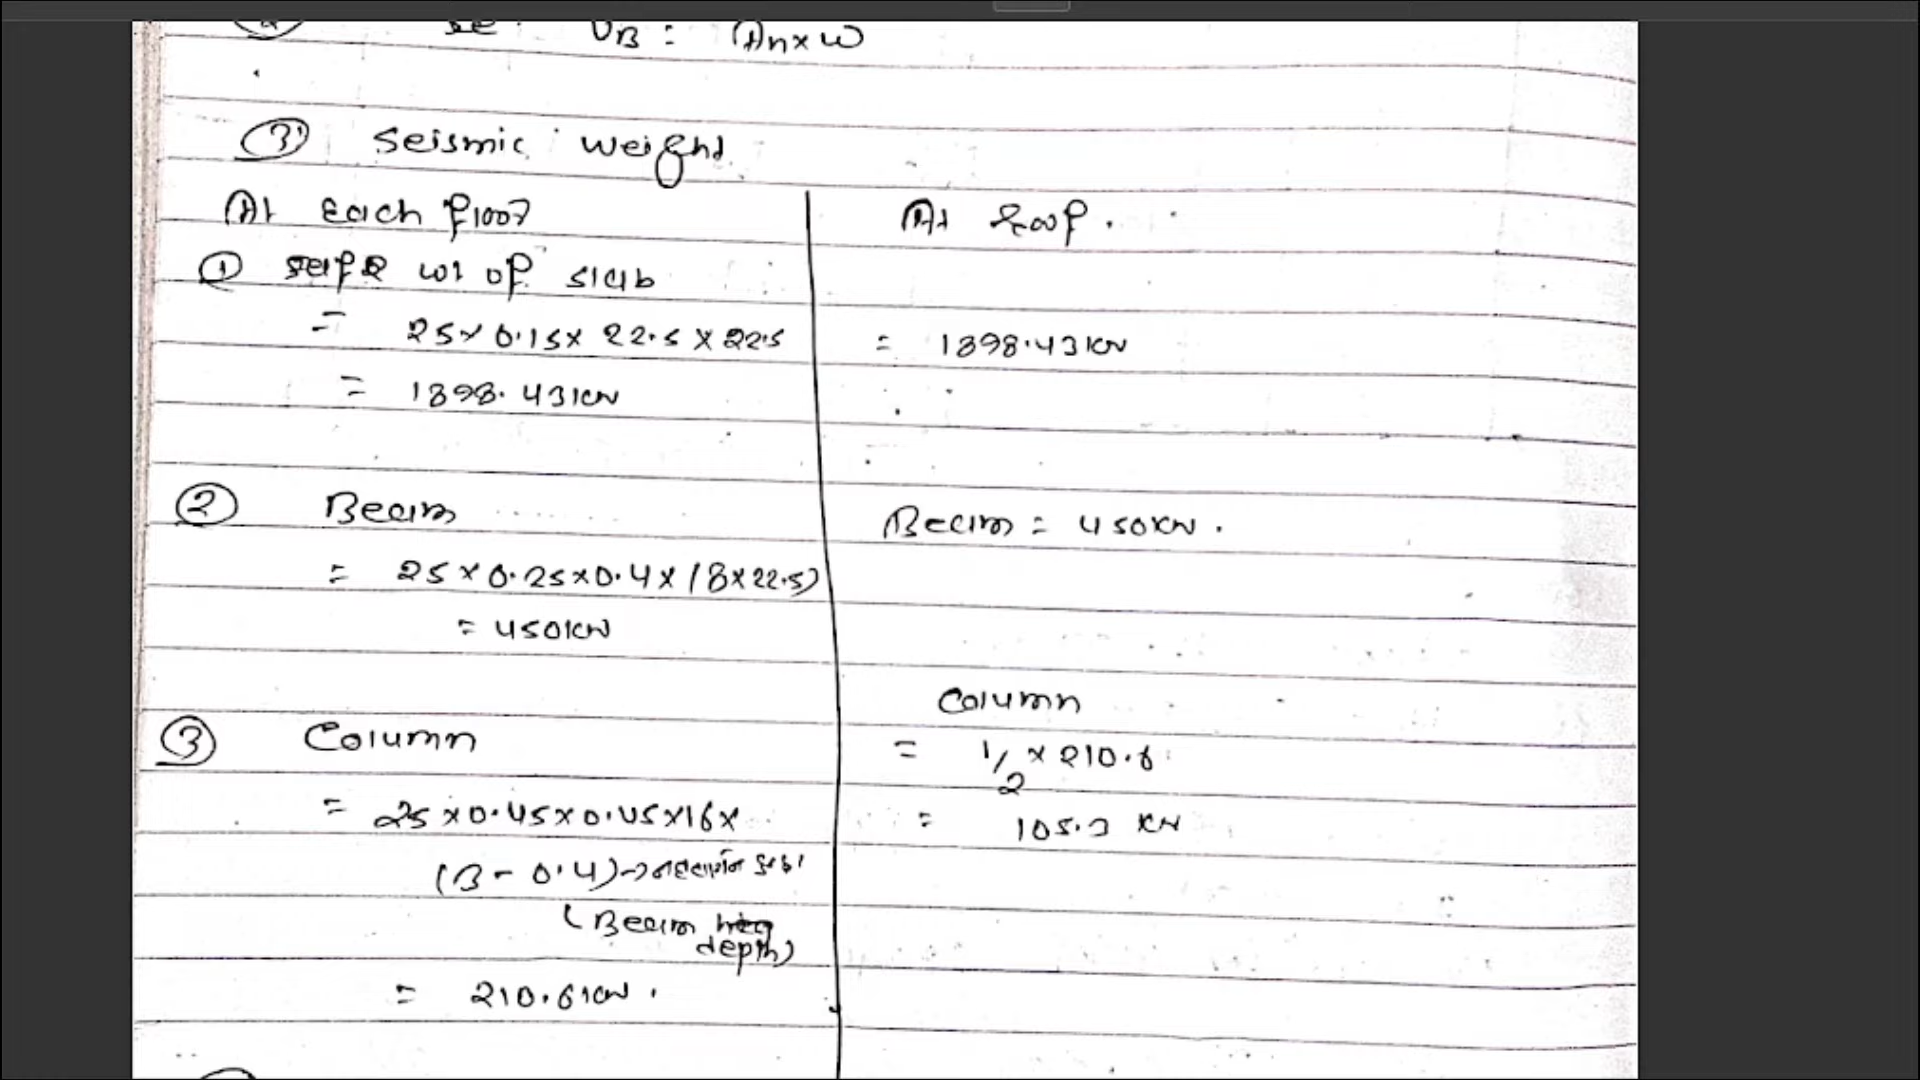 VB = Ah x W
③ Seismic weight
At Each floor
① self wt of slab
= 25 x 0.15 x 22.5 x 22.5
= 1898.43 kN
② Beam
= 25 x 0.25 x 0.4 x (8 x 22.5)
= 450 kN
③ Column
= 25 x 0.45 x 0.45 x 16 x
(3 - 0.4) →
(Beam depth)
= 210.6 kN.
At roof.
= 1898.43 kN
Beam = 450 kN.
Column
= 1/2 x 210.6
= 105.3 kN